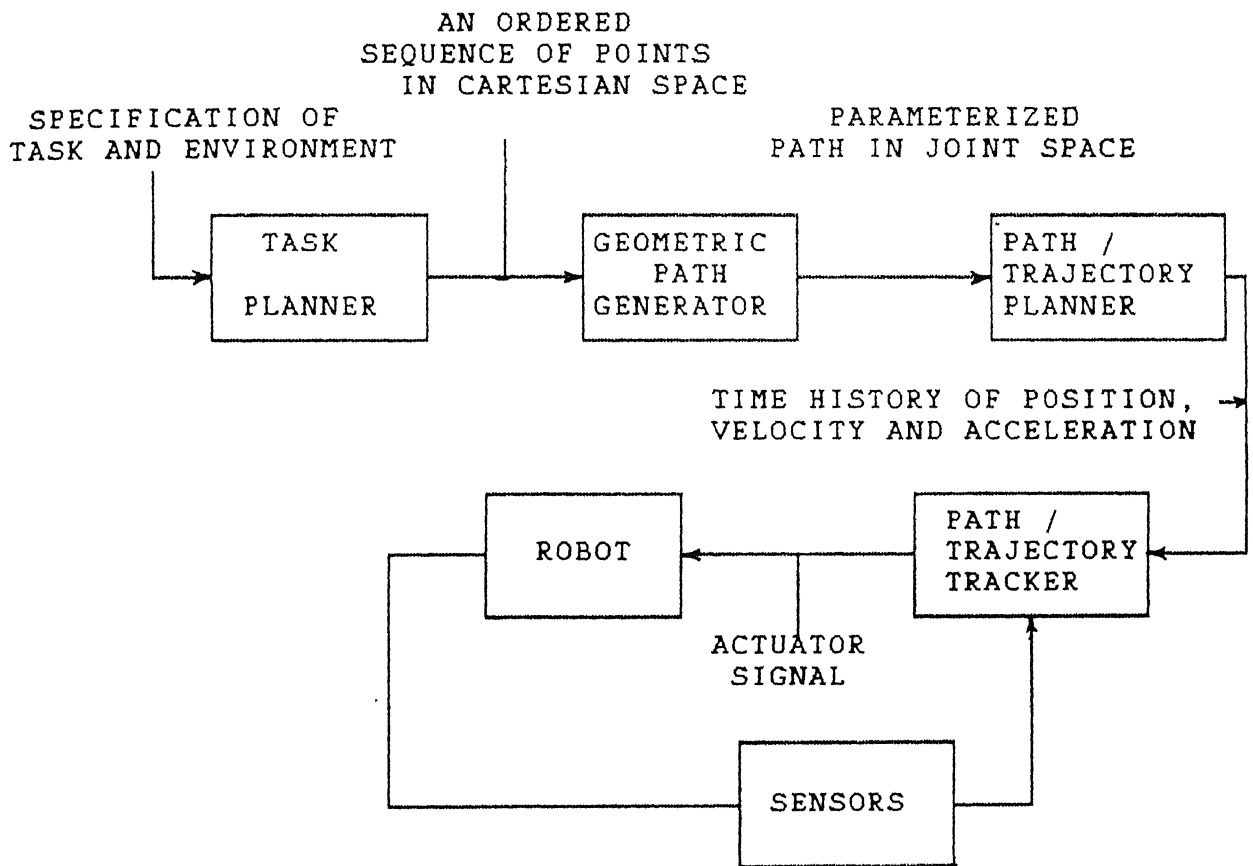 AN ORDERED
SEQUENCE OF POINTS
IN CARTESIAN SPACE
SPECIFICATION OF
TASK AND ENVIRONMENT
PARAMETERIZED
PATH IN JOINT SPACE
TASK
PLANNER
GEOMETRIC
PATH
GENERATOR
PATH /
TRAJECTORY
PLANNER
TIME HISTORY OF POSITION,
VELOCITY AND ACCELERATION
ROBOT
PATH /
TRAJECTORY
TRACKER
ACTUATOR
SIGNAL
SENSORS